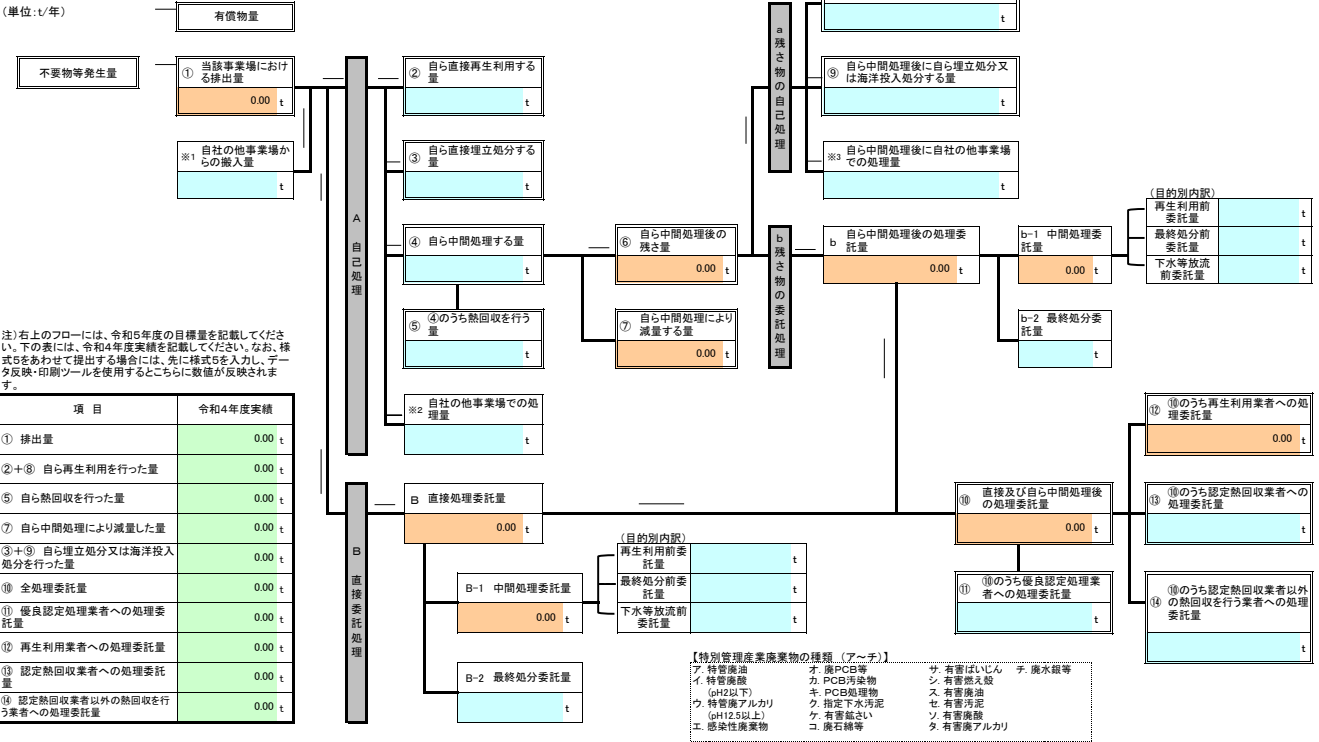 (単位:t/年)
有償物量
不要物等発生量
① 当該事業場におけ
る排出量
0.00 t
※1 自社の他事業場か
らの搬入量
t
A 自己処理
② 自ら直接再生利用する
量
t
③ 自ら直接埋立処分する
量
t
④ 自ら中間処理する量
t
⑤ ④のうち熱回収を行う
量
t
※2 自社の他事業場での処
理量
t
⑥ 自ら中間処理後の
残さ量
0.00 t
⑦ 自ら中間処理により
減量する量
0.00 t
a 残さ物の自己処理
t
⑨ 自ら中間処理後に自ら埋立処分又
は海洋投入処分する量
t
※3 自ら中間処理後に自社の他事業場
での処理量
t
b 残さ物の委託処理
b 自ら中間処理後の処理委
託量
0.00 t
b-1 中間処理委
託量
0.00 t
b-2 最終処分委
託量
t
(目的別内訳)
再生利用前
委託量
t
最終処分前
委託量
t
下水等放流
前委託量
t
注)右上のフローには、令和5年度の目標量を記載してくださ
い。下の表には、令和4年度実績を記載してください。なお、様
式5をあわせて提出する場合には、先に様式5を入力し、デー
タ反映・印刷ツールを使用するとこちらに数値が反映されま
す。
項 目 令和4年度実績
① 排出量 0.00 t
②+⑧ 自ら再生利用を行った量 0.00 t
⑤ 自ら熱回収を行った量 0.00 t
⑦ 自ら中間処理により減量した量 0.00 t
③+⑨ 自ら埋立処分又は海洋投入
処分を行った量 0.00 t
⑩ 全処理委託量 0.00 t
⑪ 優良認定処理業者への処理委
託量 0.00 t
⑫ 再生利用業者への処理委託量 0.00 t
⑬ 認定熱回収業者への処理委託
量 0.00 t
⑭ 認定熱回収業者以外の熱回収を行
う業者への処理委託量 0.00 t
B 直接委託処理
B 直接処理委託量
0.00 t
B-1 中間処理委託量
0.00 t
B-2 最終処分委託量
t
(目的別内訳)
再生利用前委
託量
t
最終処分前委
託量
t
下水等放流前
委託量
t
⑩ 直接及び自ら中間処理後
の処理委託量
0.00 t
⑪ ⑩のうち優良認定処理業
者への処理委託量
t
⑫ ⑩のうち再生利用業者への処
理委託量
0.00 t
⑬ ⑩のうち認定熱回収業者への
処理委託量
t
⑭ ⑩のうち認定熱回収業者以外
の熱回収を行う業者への処理
委託量
t
【特別管理産業廃棄物の種類 (ア~チ)】
ア. 特管廃油 オ. 廃PCB等 サ. 有害ばいじん チ. 廃水銀等
イ. 特管廃酸 カ. PCB汚染物 シ. 有害燃え殻
(pH2以下) キ. PCB処理物 ス. 有害廃油
ウ. 特管廃アルカリ ク. 指定下水汚泥 セ. 有害汚泥
(pH12.5以上) ケ. 有害鉱さい ソ. 有害廃酸
エ. 感染性廃棄物 コ. 廃石綿等 タ. 有害廃アルカリ